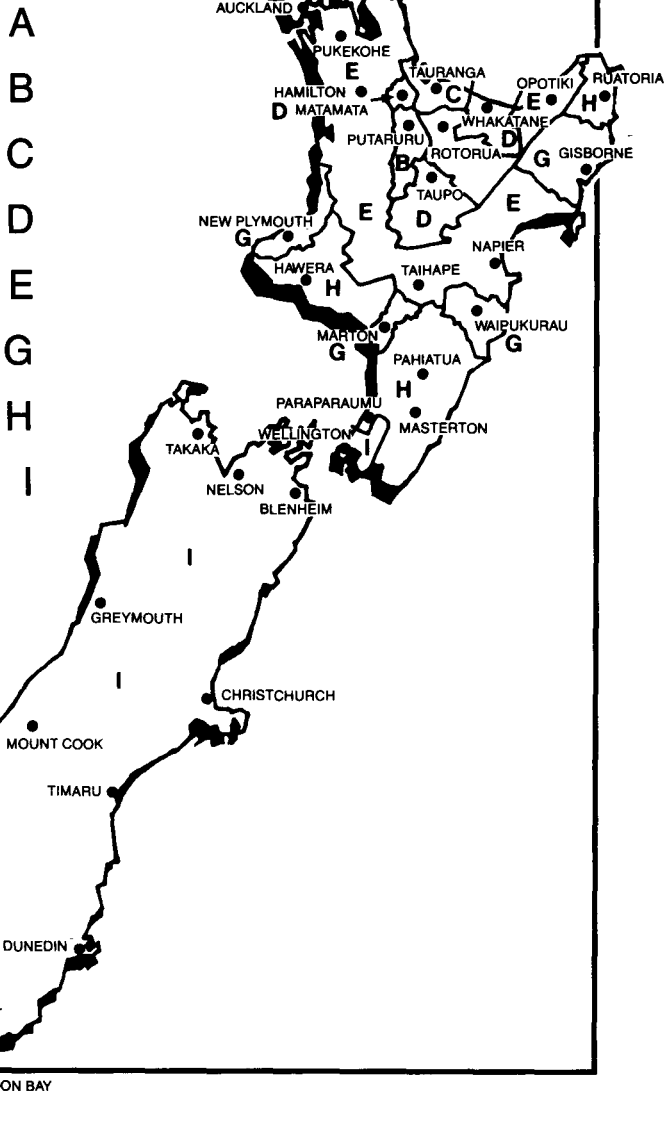 A
AUCKLAND
PUKEKOHE
E
TAURANGA
B
HAMILTON
C
OPOTIKI
RUATORIA
E
H
D
MATAMATA
WHAKATANE
PUTARURU
D
C
B
ROTORUA
G
GISBORNE
TAUPO
D
NEW PLYMOUTH
E
D
E
G
NAPIER
E
HAWERA
H
TAIHAPE
G
MARTON
G
WAIPUKURAU
G
PAHIATUA
H
H
PARAPARAUMU
TAKAKA
WELLINGTON
I
MASTERTON
I
NELSON
BLENHEIM
I
GREYMOUTH
I
CHRISTCHURCH
MOUNT COOK
TIMARU
DUNEDIN
ON BAY